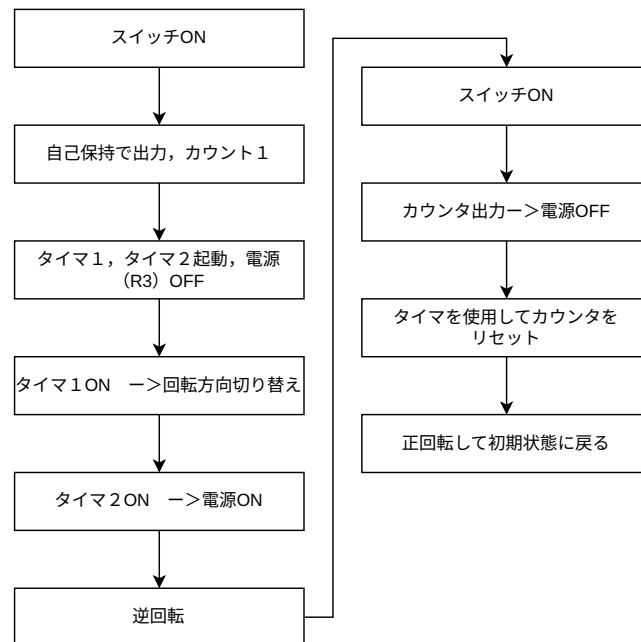 スイッチON
自己保持で出力，カウント１
タイマ１，タイマ２起動，電源
（R3）OFF
タイマ１ON　ー＞回転方向切り替え
タイマ２ON　ー＞電源ON
逆回転
スイッチON
カウンタ出力ー＞電源OFF
タイマを使用してカウンタを
リセット
正回転して初期状態に戻る